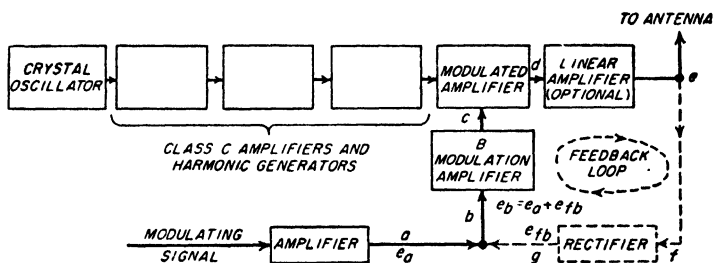 TO ANTENNA
CRYSTAL
OSCILLATOR
MODULATED
AMPLIFIER
d
LINEAR
AMPLIFIER
(OPTIONAL)
e
CLASS C AMPLIFIERS AND
HARMONIC GENERATORS
c
B
MODULATION
AMPLIFIER
FEEDBACK
LOOP
b
e_b = e_a + e_fb
MODULATING
SIGNAL
AMPLIFIER
a
e_a
e_fb
g
RECTIFIER
f